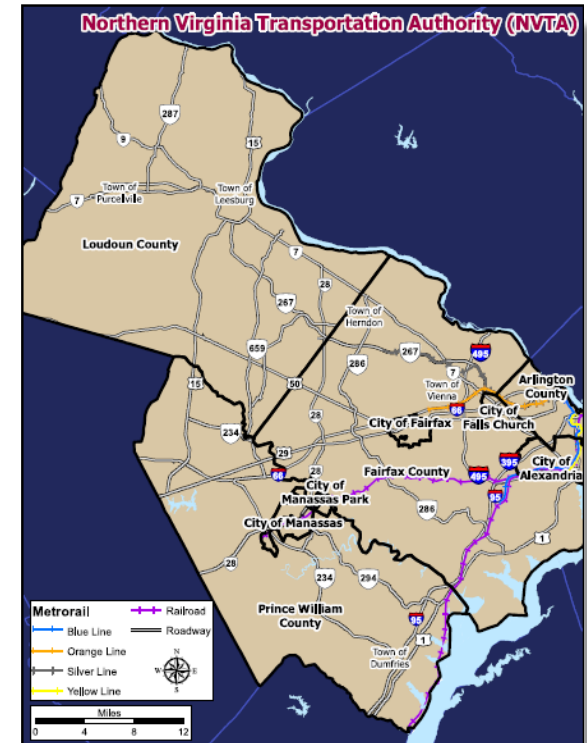 Northern Virginia Transportation Authority (NVTA)
287
9
15
Town of
Purcellville
Town of
Leesburg
7
Loudoun County
7
28
267
Town of
Herndon
659
286
267
495
7
Town of
Vienna
Arlington
County
15
50
66
City of
Falls Church
City of Fairfax
28
234
29
395
City of
Alexandria
66
28
Fairfax County
495
City of
Manassas Park
95
286
City of Manassas
1
28
234
294
Prince William
County
95
1
Town of
Dumfries
Metrorail
Blue Line
Orange Line
Silver Line
Yellow Line
Railroad
Roadway
N
W
E
S
Miles
0
4
8
12